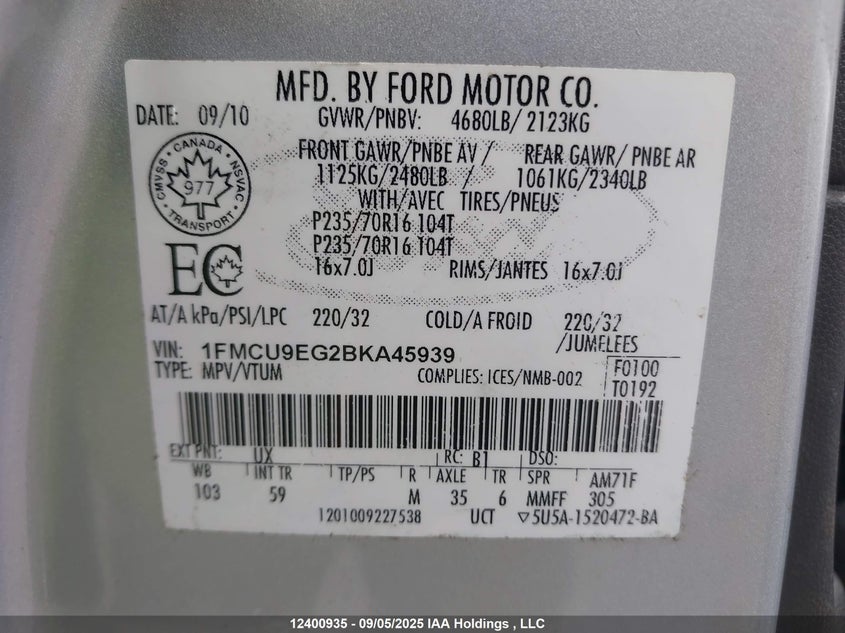 MFD. BY FORD MOTOR CO.
DATE: 09/10 GVWR/PNBV: 4680LB/ 2123KG
FRONT GAWR/PNBE AV / REAR GAWR/ PNBE AR
1125KG/2480LB / 1061KG/2340LB
WITH/AVEC TIRES/PNEUS
CMVSS • CANADA • NSVAC • TRANSPORT
977
P235/70R16 104T
P235/70R16 104T
EC
16x7.0J RIMS/JANTES 16x7.0J
AT/A kPa/PSI/LPC 220/32 COLD/A FROID 220/32
/JUMELEES
VIN: 1FMCU9EG2BKA45939
TYPE: MPV/VTUM COMPLIES: ICES/NMB-002
F0100
T0192
EXT PNT: UX RC: B1 DSO:
WB INT TR TP/PS R AXLE TR SPR AM71F
103 59 M 35 6 MMFF 305
1201009227538 UCT ▽5U5A-1520472-BA
12400935 - 09/05/2025 IAA Holdings , LLC